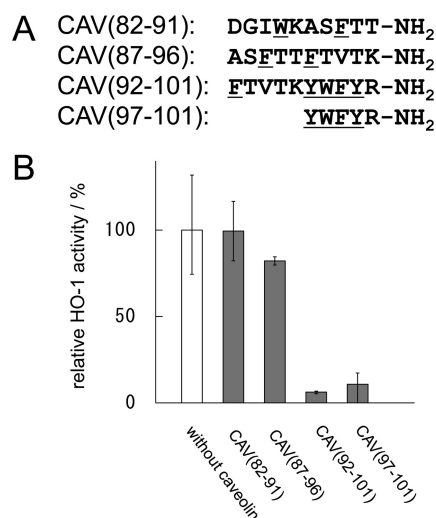 A
CAV(82-91): DGIWKASFTT-NH2
CAV(87-96): ASFTTFTVTK-NH2
CAV(92-101): FTVTKYWFYR-NH2
CAV(97-101): YWFYR-NH2
B
relative HO-1 activity / %
100
50
0
without caveolin
CAV(82-91)
CAV(87-96)
CAV(92-101)
CAV(97-101)